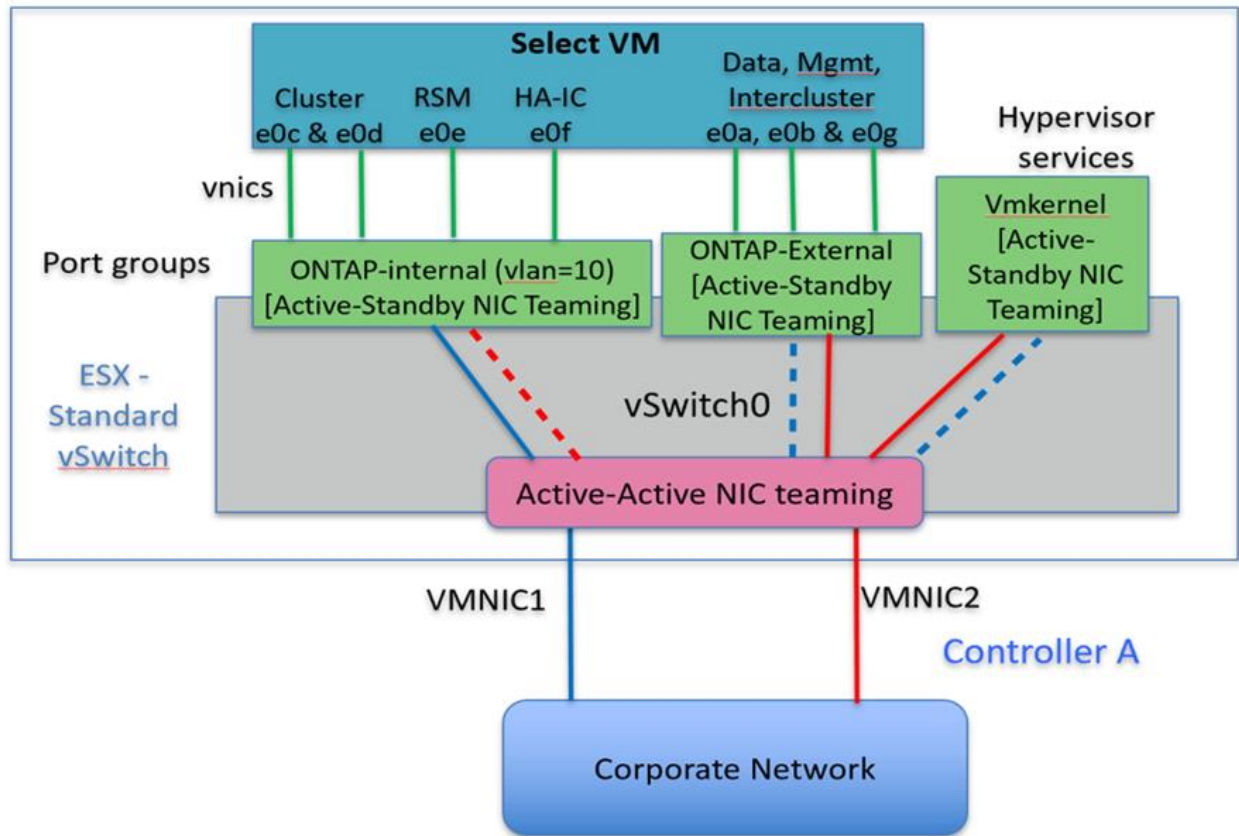 Select VM
Cluster
e0c & e0d
RSM
e0e
HA-IC
e0f
Data, Mgmt,
Intercluster
e0a, e0b & e0g
Hypervisor
services
vnics
Port groups
ONTAP-internal (vlan=10)
[Active-Standby NIC Teaming]
ONTAP-External
[Active-Standby
NIC Teaming]
Vmkernel
[Active-
Standby NIC
Teaming]
ESX -
Standard
vSwitch
vSwitch0
Active-Active NIC teaming
VMNIC1
VMNIC2
Controller A
Corporate Network